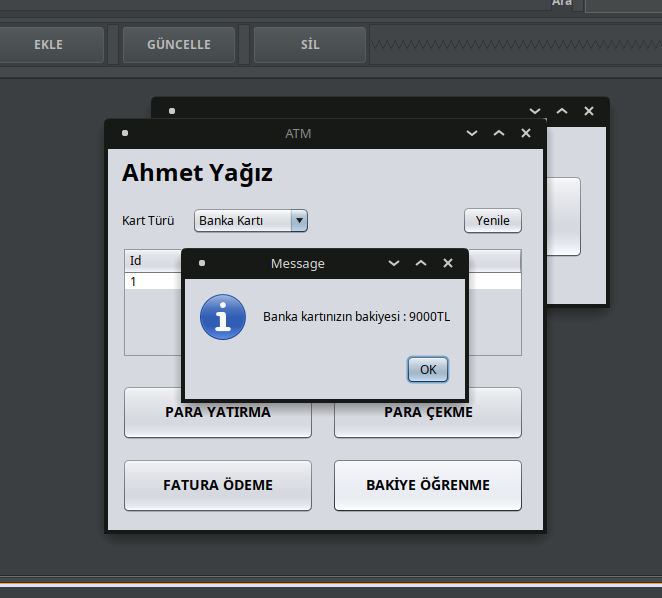 Ara
EKLE
GÜNCELLE
SİL
ATM
Ahmet Yağız
Kart Türü
Banka Kartı
Yenile
Id
1
Message
Banka kartınızın bakiyesi : 9000TL
OK
PARA YATIRMA
PARA ÇEKME
FATURA ÖDEME
BAKİYE ÖĞRENME